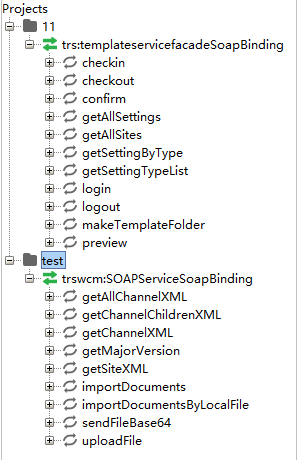 Projects
11
trs:templateservicefacadeSoapBinding
checkin
checkout
confirm
getAllSettings
getAllSites
getSettingByType
getSettingTypeList
login
logout
makeTemplateFolder
preview
test
trswcm:SOAPServiceSoapBinding
getAllChannelXML
getChannelChildrenXML
getChannelXML
getMajorVersion
getSiteXML
importDocuments
importDocumentsByLocalFile
sendFileBase64
uploadFile